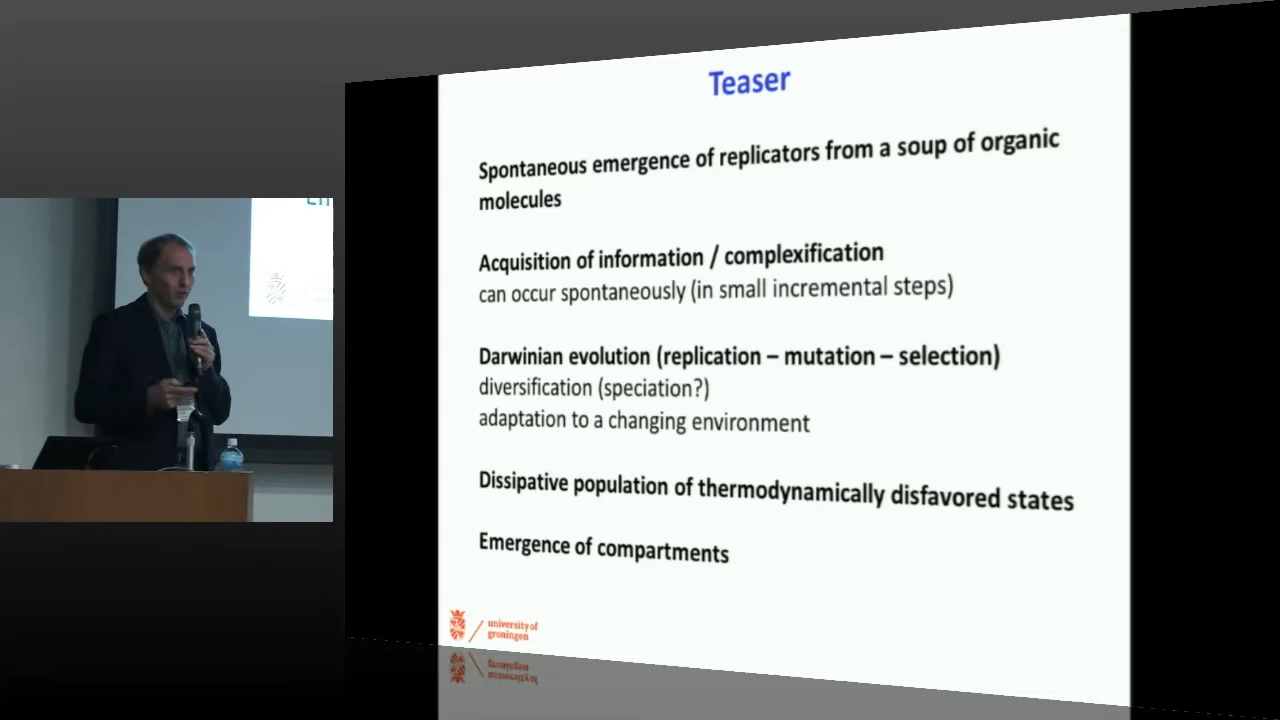 Teaser
Spontaneous emergence of replicators from a soup of organic
molecules
Acquisition of information / complexification
can occur spontaneously (in small incremental steps)
Darwinian evolution (replication – mutation – selection)
diversification (speciation?)
adaptation to a changing environment
Dissipative population of thermodynamically disfavored states
Emergence of compartments
university of
groningen